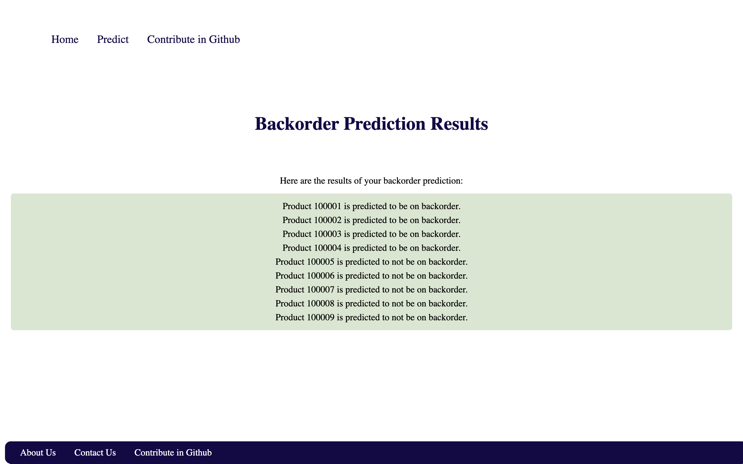 Home Predict Contribute in Github
Backorder Prediction Results
Here are the results of your backorder prediction:
Product 100001 is predicted to be on backorder.
Product 100002 is predicted to be on backorder.
Product 100003 is predicted to be on backorder.
Product 100004 is predicted to be on backorder.
Product 100005 is predicted to not be on backorder.
Product 100006 is predicted to not be on backorder.
Product 100007 is predicted to not be on backorder.
Product 100008 is predicted to not be on backorder.
Product 100009 is predicted to not be on backorder.
About Us Contact Us Contribute in Github